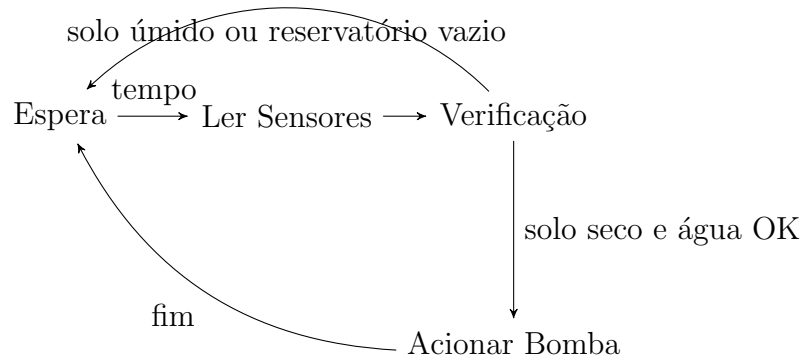 solo úmido ou reservatório vazio
tempo
Espera
Ler Sensores
Verificação
solo seco e água OK
fim
Acionar Bomba